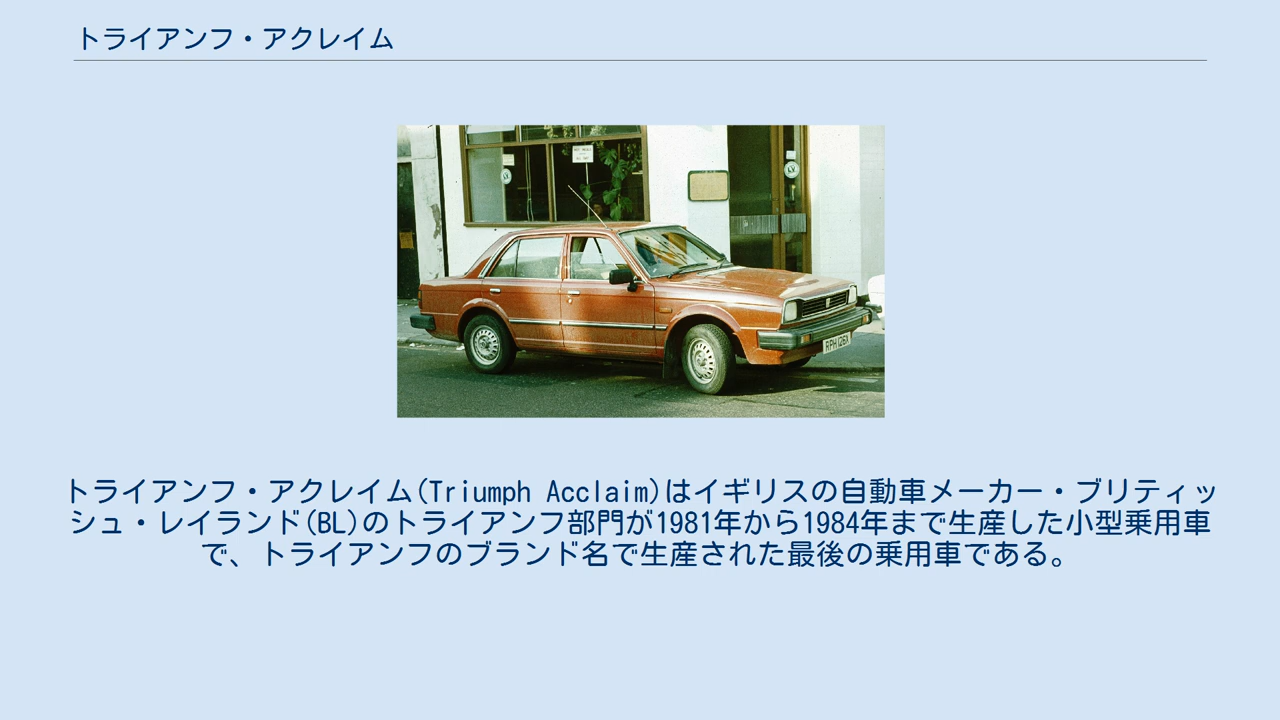 トライアンフ・アクレイム
RPH 126X
トライアンフ・アクレイム(Triumph Acclaim)はイギリスの自動車メーカー・ブリティッ
シュ・レイランド(BL)のトライアンフ部門が1981年から1984年まで生産した小型乗用車
で、トライアンフのブランド名で生産された最後の乗用車である。